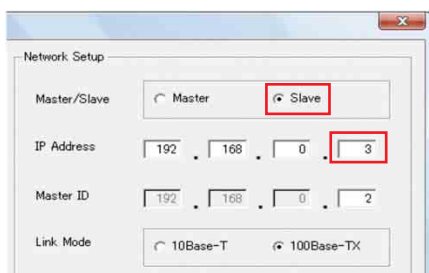 Network Setup
Master/Slave Master Slave
IP Address 192 . 168 . 0 . 3
Master ID 192 . 168 . 0 . 2
Link Mode 10Base-T 100Base-TX